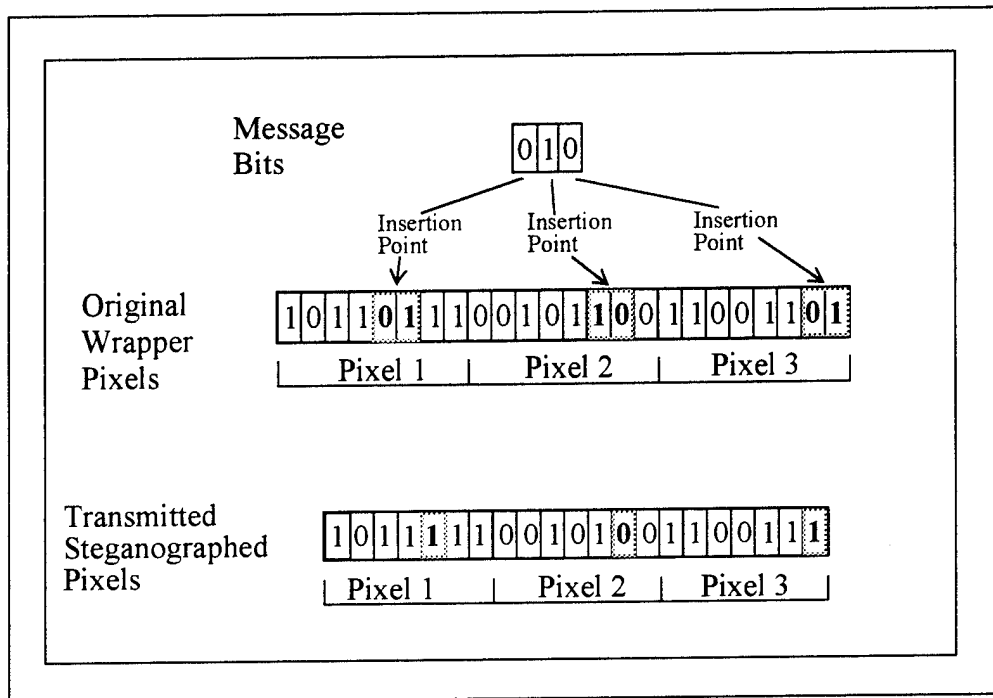 Message
Bits
0 1 0
Insertion
Point
Insertion
Point
Insertion
Point
Original
Wrapper
Pixels
1 0 1 1 0 1 1 1 0 0 1 0 1 1 0 0 1 1 0 0 1 1 0 1
Pixel 1 Pixel 2 Pixel 3
Transmitted
Steganographed
Pixels
1 0 1 1 1 1 1 0 0 1 0 1 0 0 1 1 0 0 1 1 1
Pixel 1 Pixel 2 Pixel 3